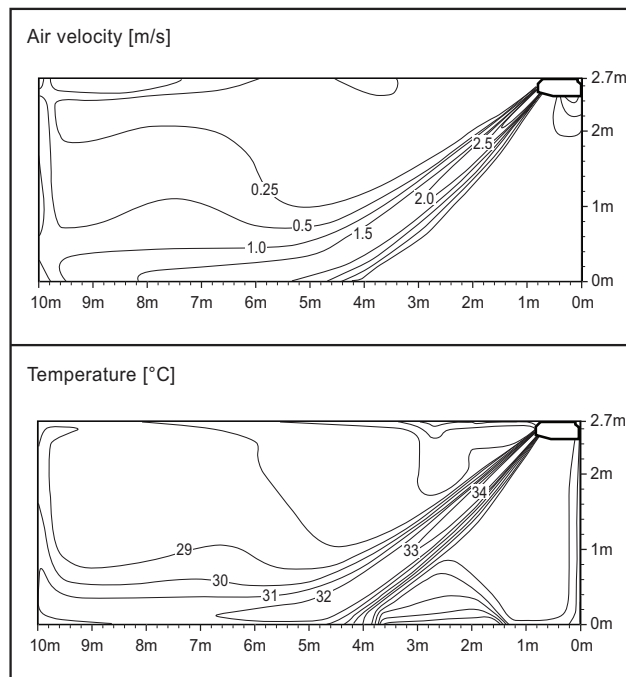 Air velocity [m/s]
2.7m
2m
2.5
0.25
2.0
1m
0.5
1.5
1.0
0m
10m 9m 8m 7m 6m 5m 4m 3m 2m 1m 0m
Temperature [°C]
2.7m
34
2m
29
33
1m
30
31
32
0m
10m 9m 8m 7m 6m 5m 4m 3m 2m 1m 0m